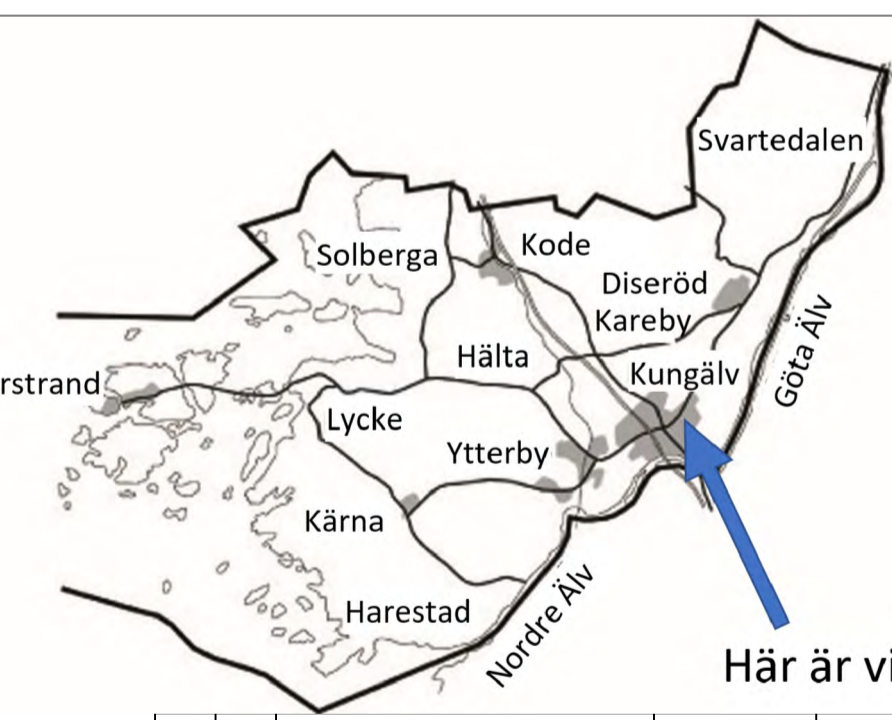 Svartedalen
Kode
Solberga
Diseröd
Kareby
Hälta
Kungälv
Göta Älv
rstrand
Lycke
Ytterby
Kärna
Harestad
Nordre Älv
Här är vi